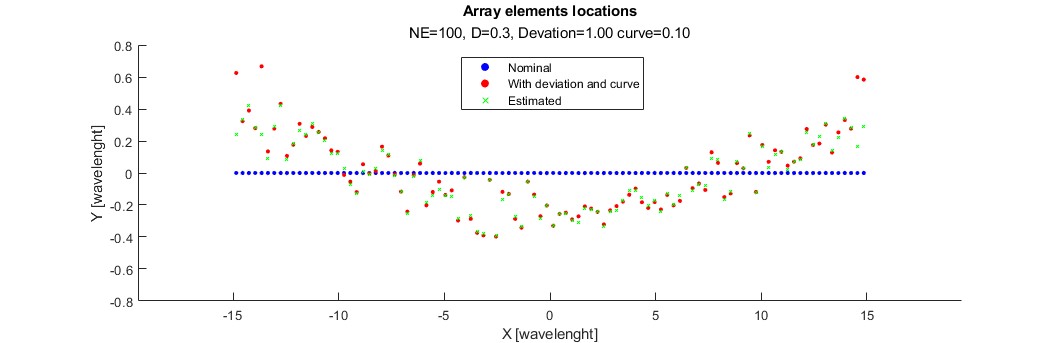 Array elements locations
NE=100, D=0.3, Devation=1.00 curve=0.10
0.8
0.6
0.4
0.2
0
-0.2
-0.4
-0.6
-0.8
Y [wavelenght]
Nominal
With deviation and curve
Estimated
-15
-10
-5
0
5
10
15
X [wavelenght]